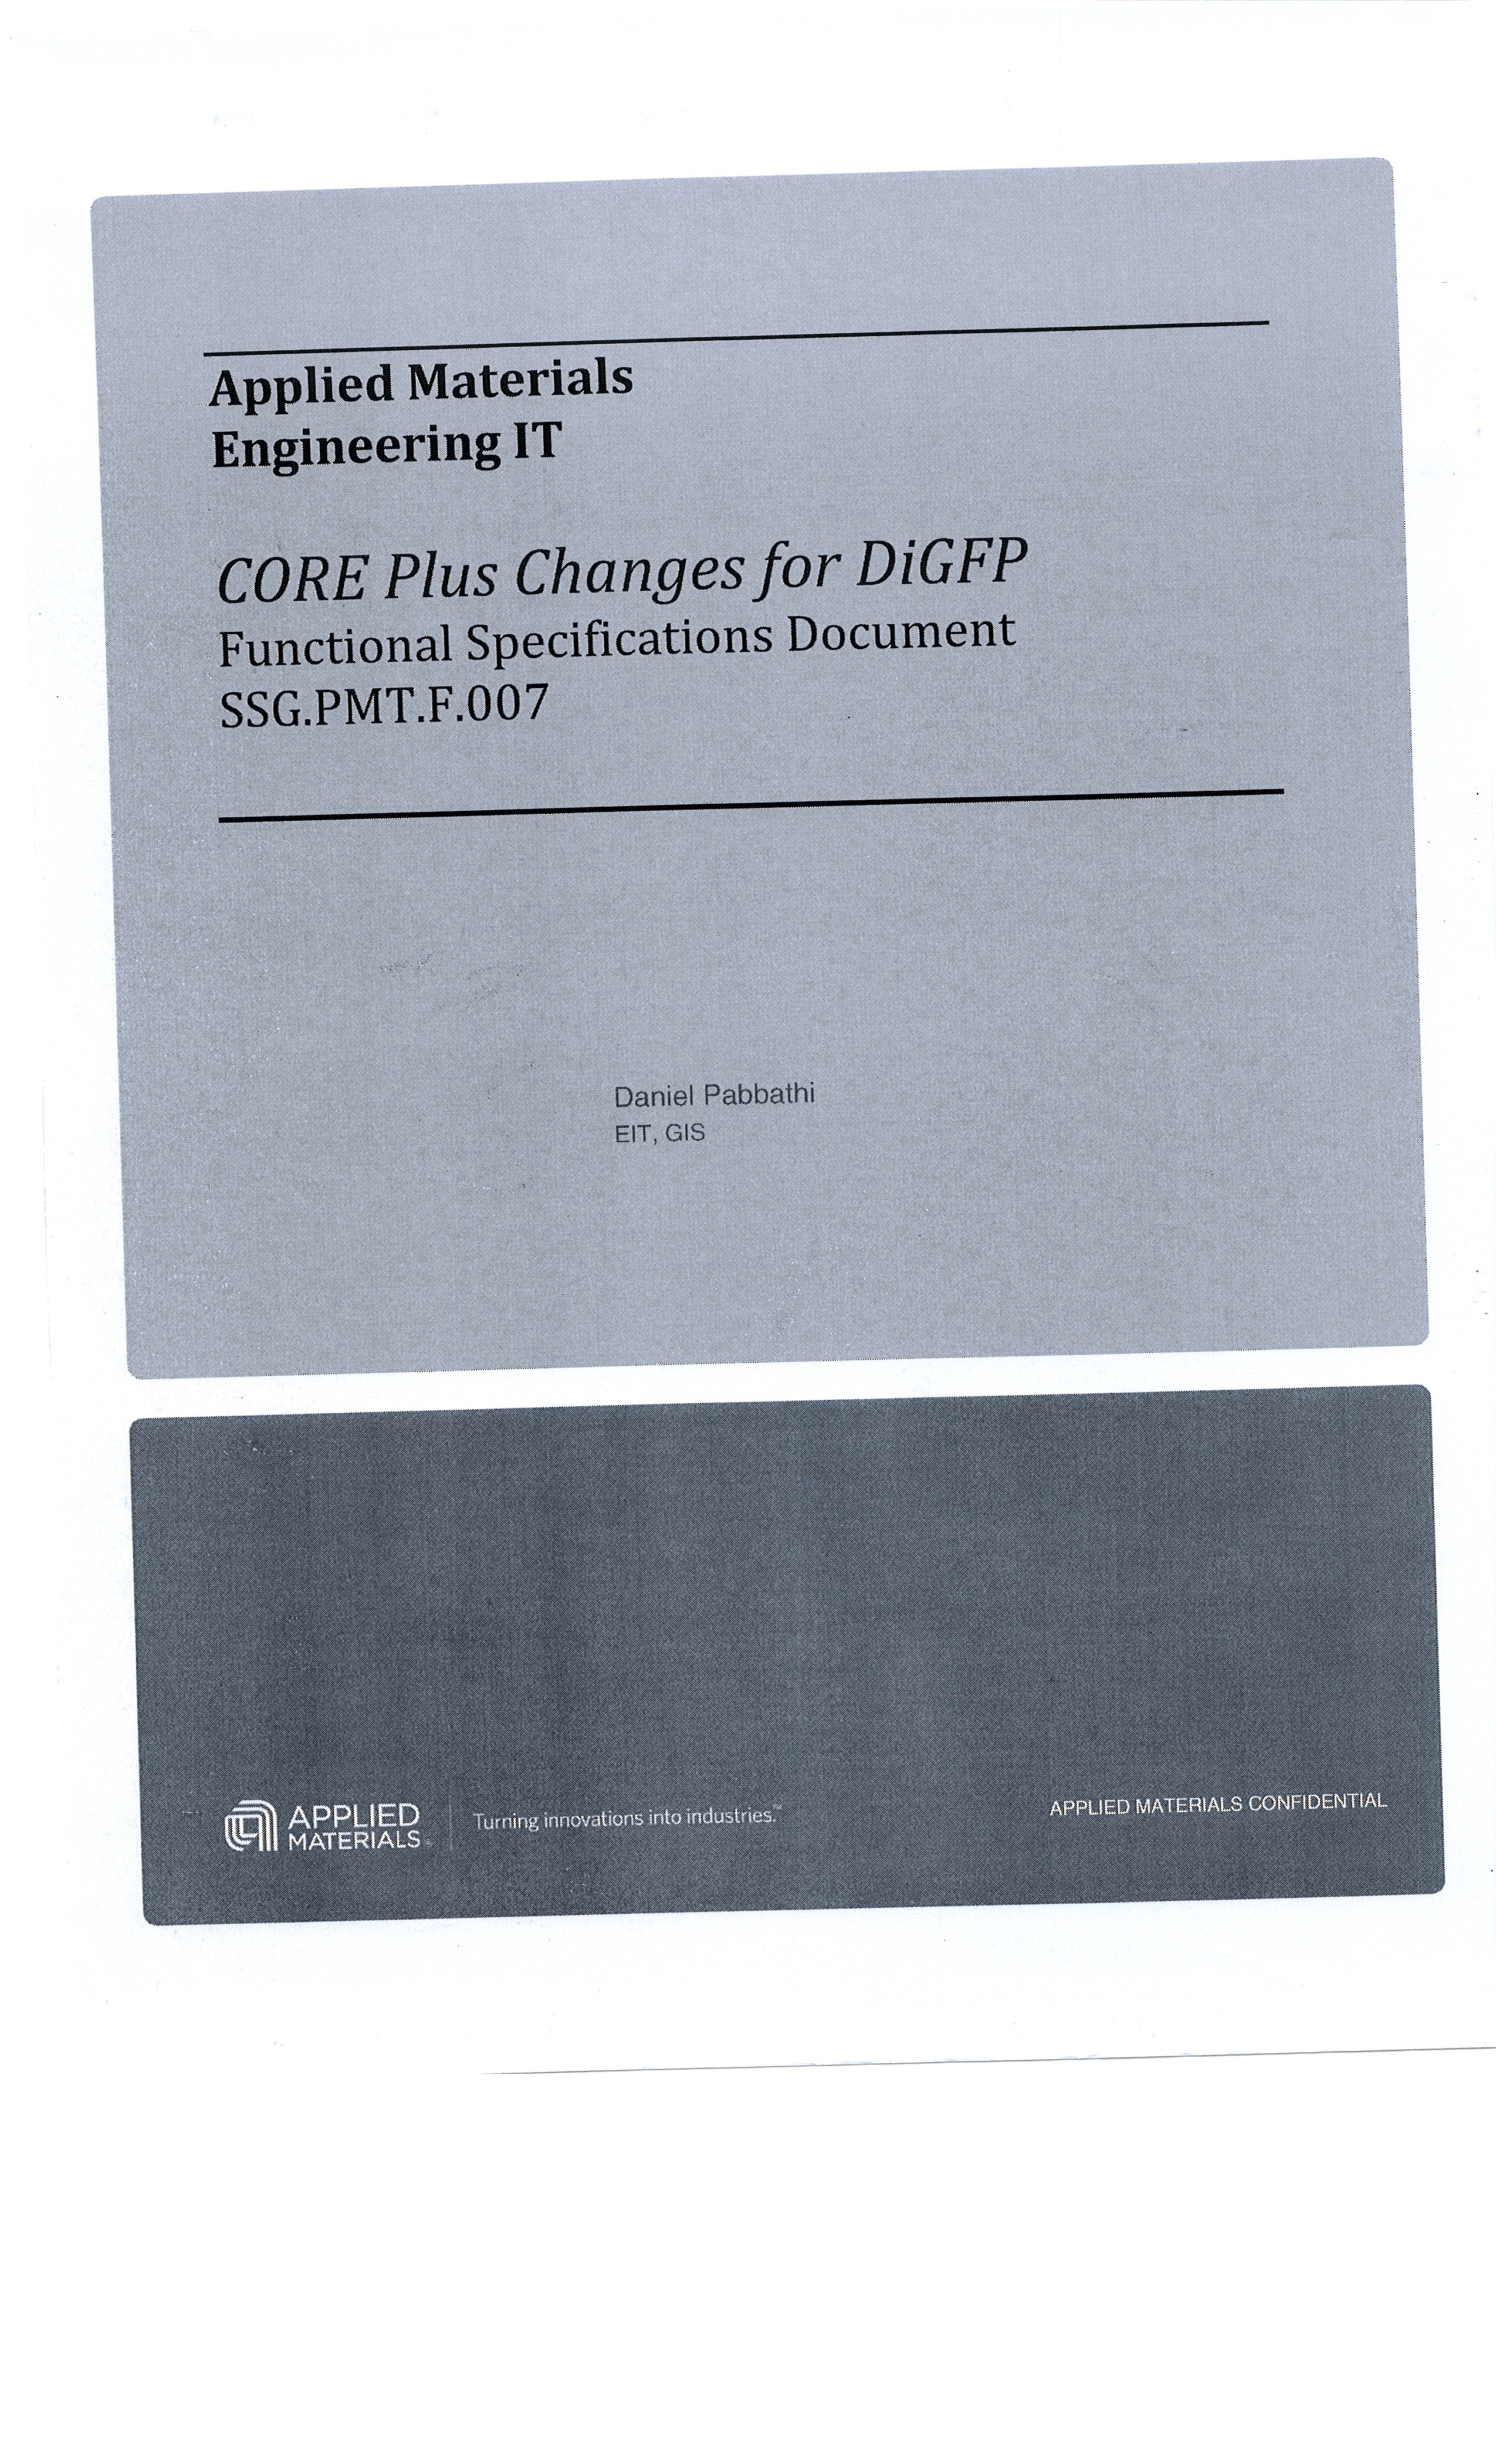 Applied Materials
Engineering IT
CORE Plus Changes for DiGFP
Functional Specifications Document
SSG.PMT.F.007
Daniel Pabbathi
EIT, GIS
APPLIED
MATERIALS®
Turning innovations into industries.™
APPLIED MATERIALS CONFIDENTIAL